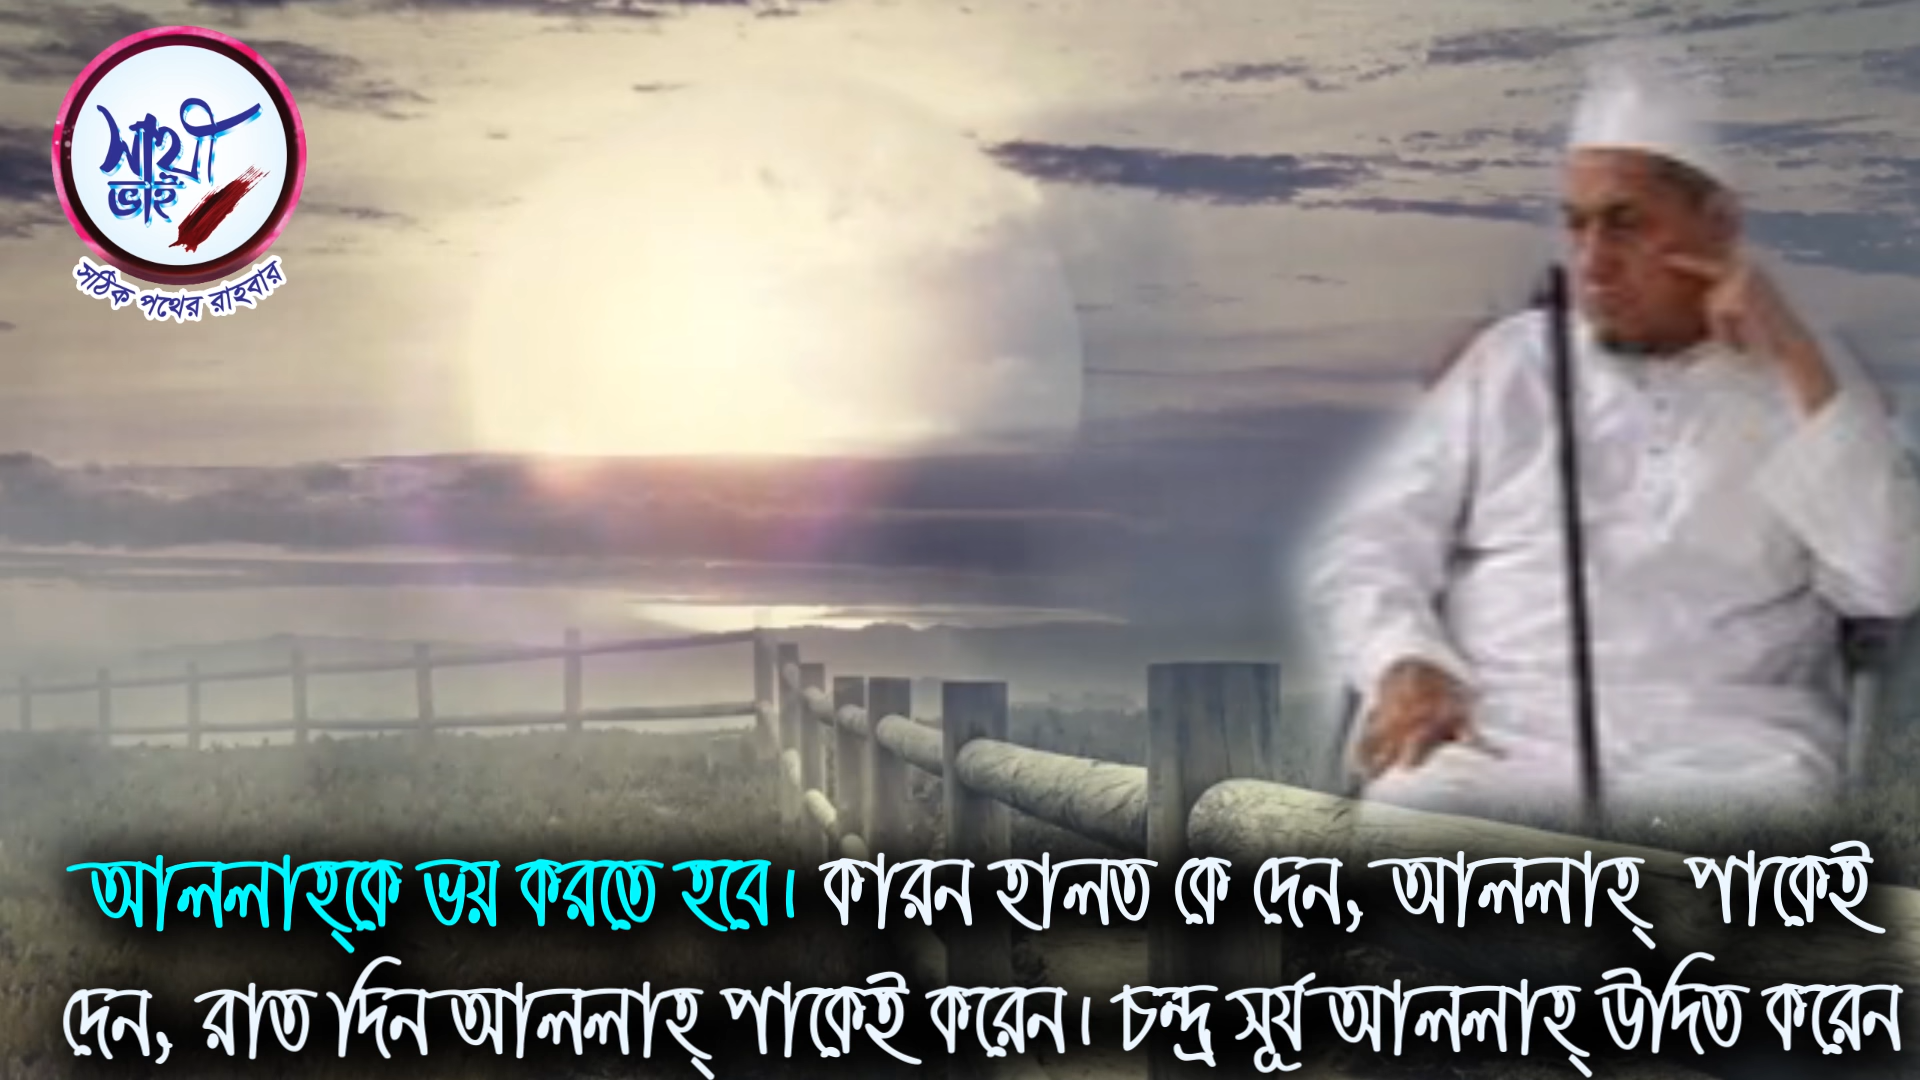 সাথী
ভাই
সঠিক পথের রাহবার
আললাহ্কে ভয় করতে হবে। কারন হালত কে দেন, আললাহ্ পাকেই
দেন, রাত দিন আললাহ্ পাকেই করেন। চন্দ্র সূর্য আললাহ্ উদিত করেন